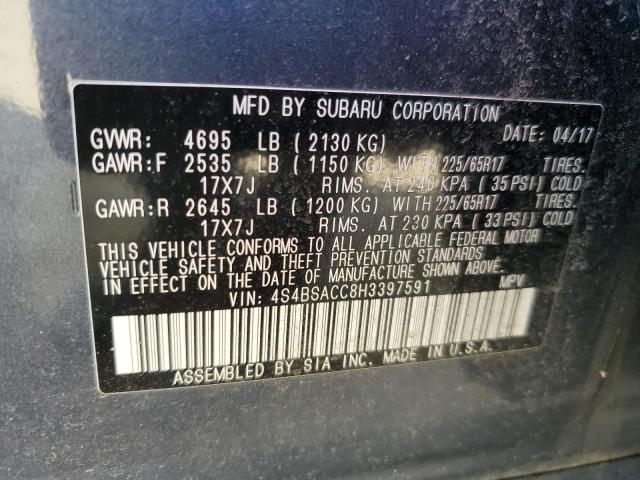 MFD BY SUBARU CORPORATION
GVWR: 4695 LB ( 2130 KG) DATE: 04/17
GAWR:F 2535 LB ( 1150 KG) WITH 225/65R17 TIRES.
17X7J RIMS. AT 240 KPA ( 35 PSI) COLD
GAWR:R 2645 LB ( 1200 KG) WITH 225/65R17 TIRES.
17X7J RIMS. AT 230 KPA ( 33 PSI) COLD
THIS VEHICLE CONFORMS TO ALL APPLICABLE FEDERAL MOTOR
VEHICLE SAFETY AND THEFT PREVENTION STANDARDS
IN EFFECT ON THE DATE OF MANUFACTURE SHOWN ABOVE.
VIN: 4S4BSACC8H3397591 MPV
ASSEMBLED BY SIA INC. MADE IN U.S.A.